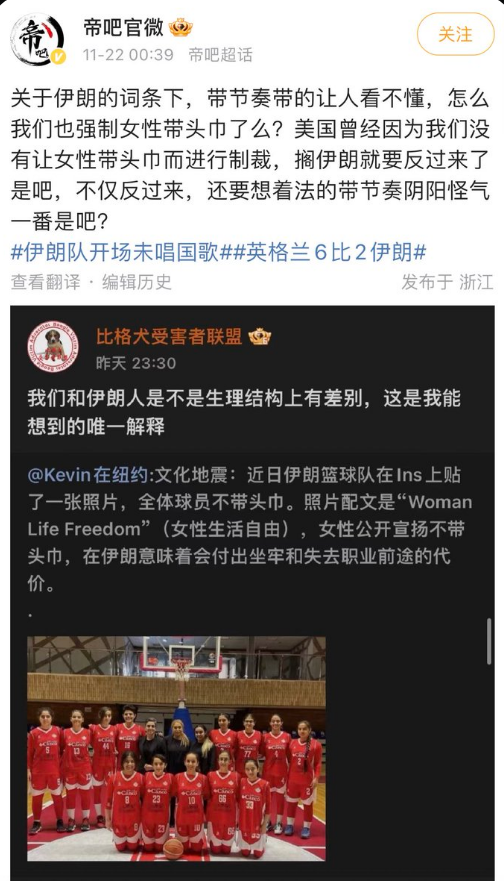 帝吧官微
关注
11-22 00:39 帝吧超话
关于伊朗的词条下，带节奏带的让人看不懂，怎么
我们也强制女性带头巾了么？美国曾经因为我们没
有让女性带头巾而进行制裁，搁伊朗就要反过来了
是吧，不仅反过来，还要想着法的带节奏阴阳怪气
一番是吧？
#伊朗队开场未唱国歌##英格兰6比2伊朗#
查看翻译 · 编辑历史 发布于 浙江
比格犬受害者联盟
昨天 23:30
我们和伊朗人是不是生理结构上有差别，这是我能
想到的唯一解释
@Kevin在纽约:文化地震：近日伊朗篮球队在Ins上贴
了一张照片，全体球员不带头巾。照片配文是“Woman
Life Freedom”（女性生活自由），女性公开宣扬不带
头巾，在伊朗意味着会付出坐牢和失去职业前途的代
价。
.